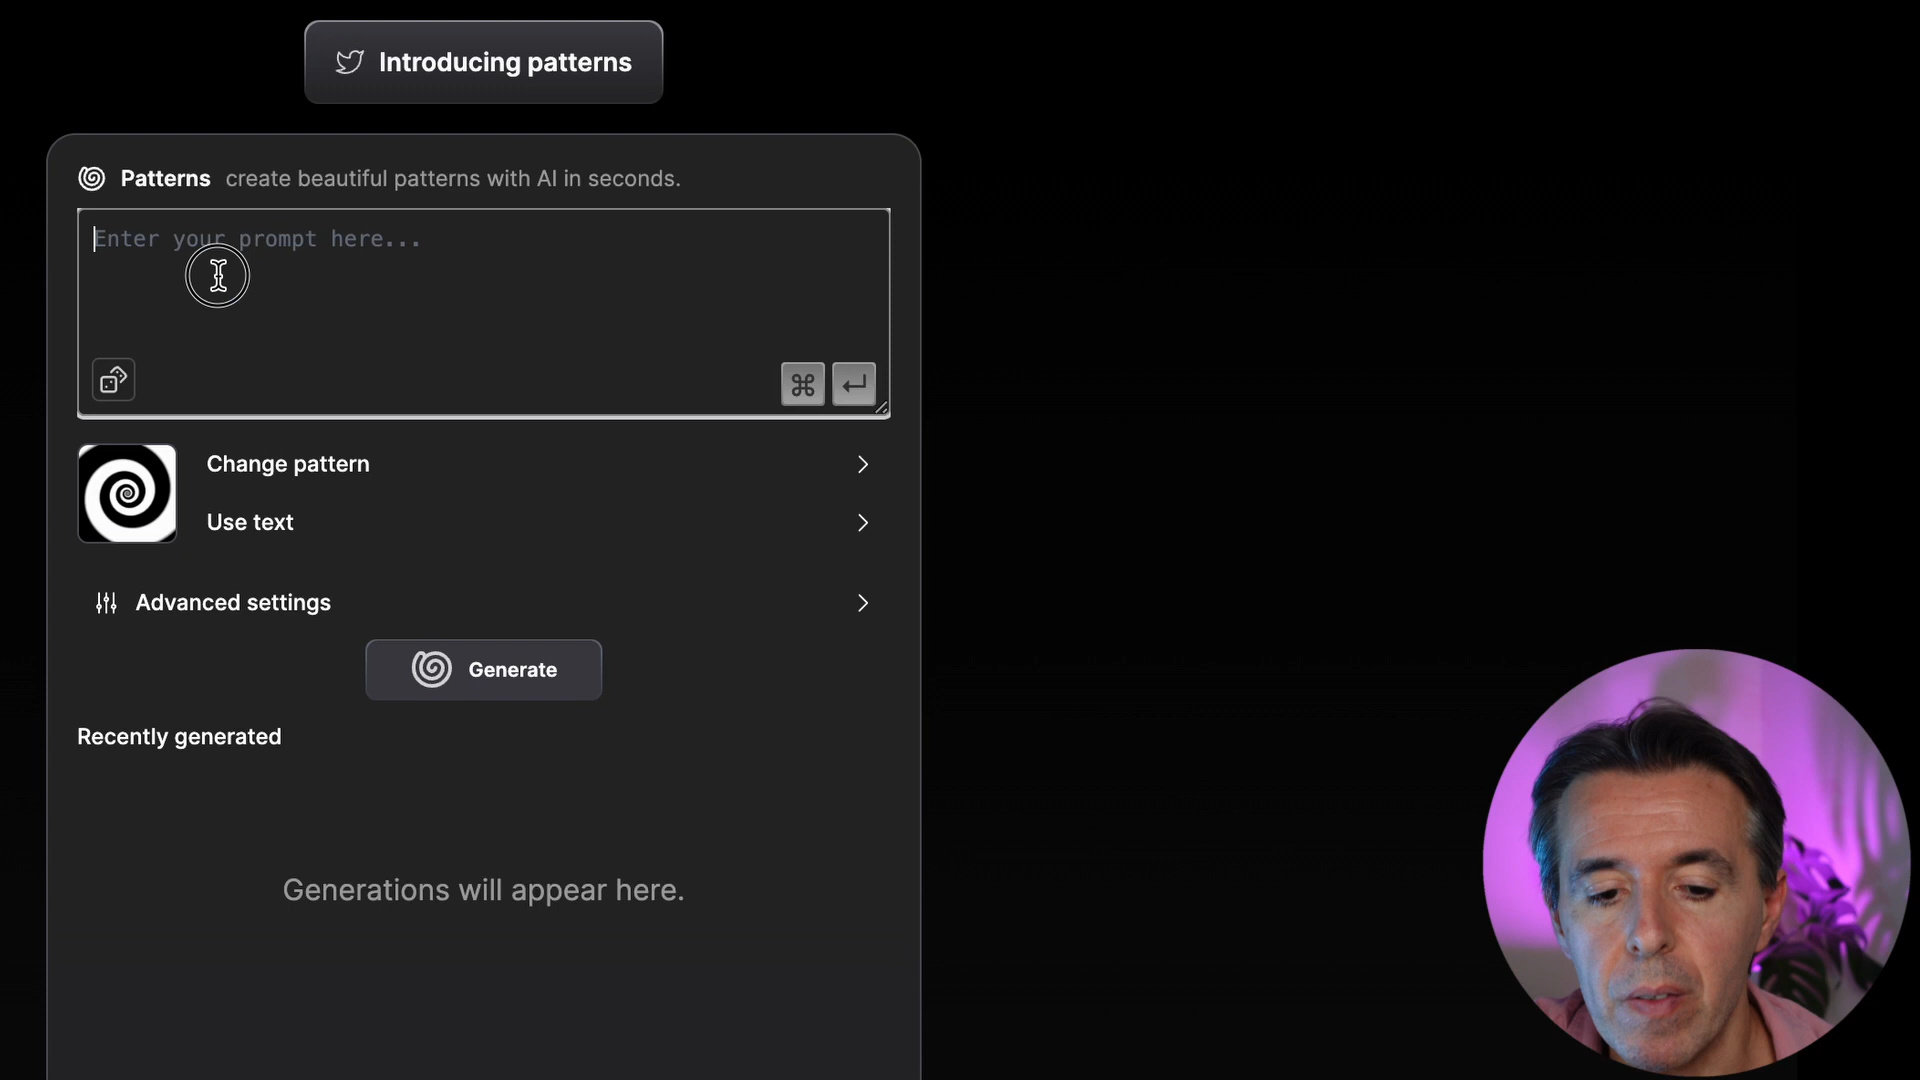 Introducing patterns
Patterns create beautiful patterns with AI in seconds.
Enter your prompt here...
Change pattern
Use text
Advanced settings
Generate
Recently generated
Generations will appear here.